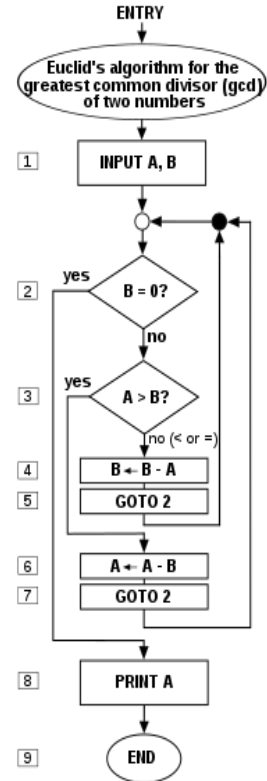 ENTRY
Euclid's algorithm for the
greatest common divisor (gcd)
of two numbers
1
INPUT A, B
yes
2
B = 0?
no
yes
3
A > B?
no (< or =)
4
B ← B - A
5
GOTO 2
6
A ← A - B
7
GOTO 2
8
PRINT A
9
END